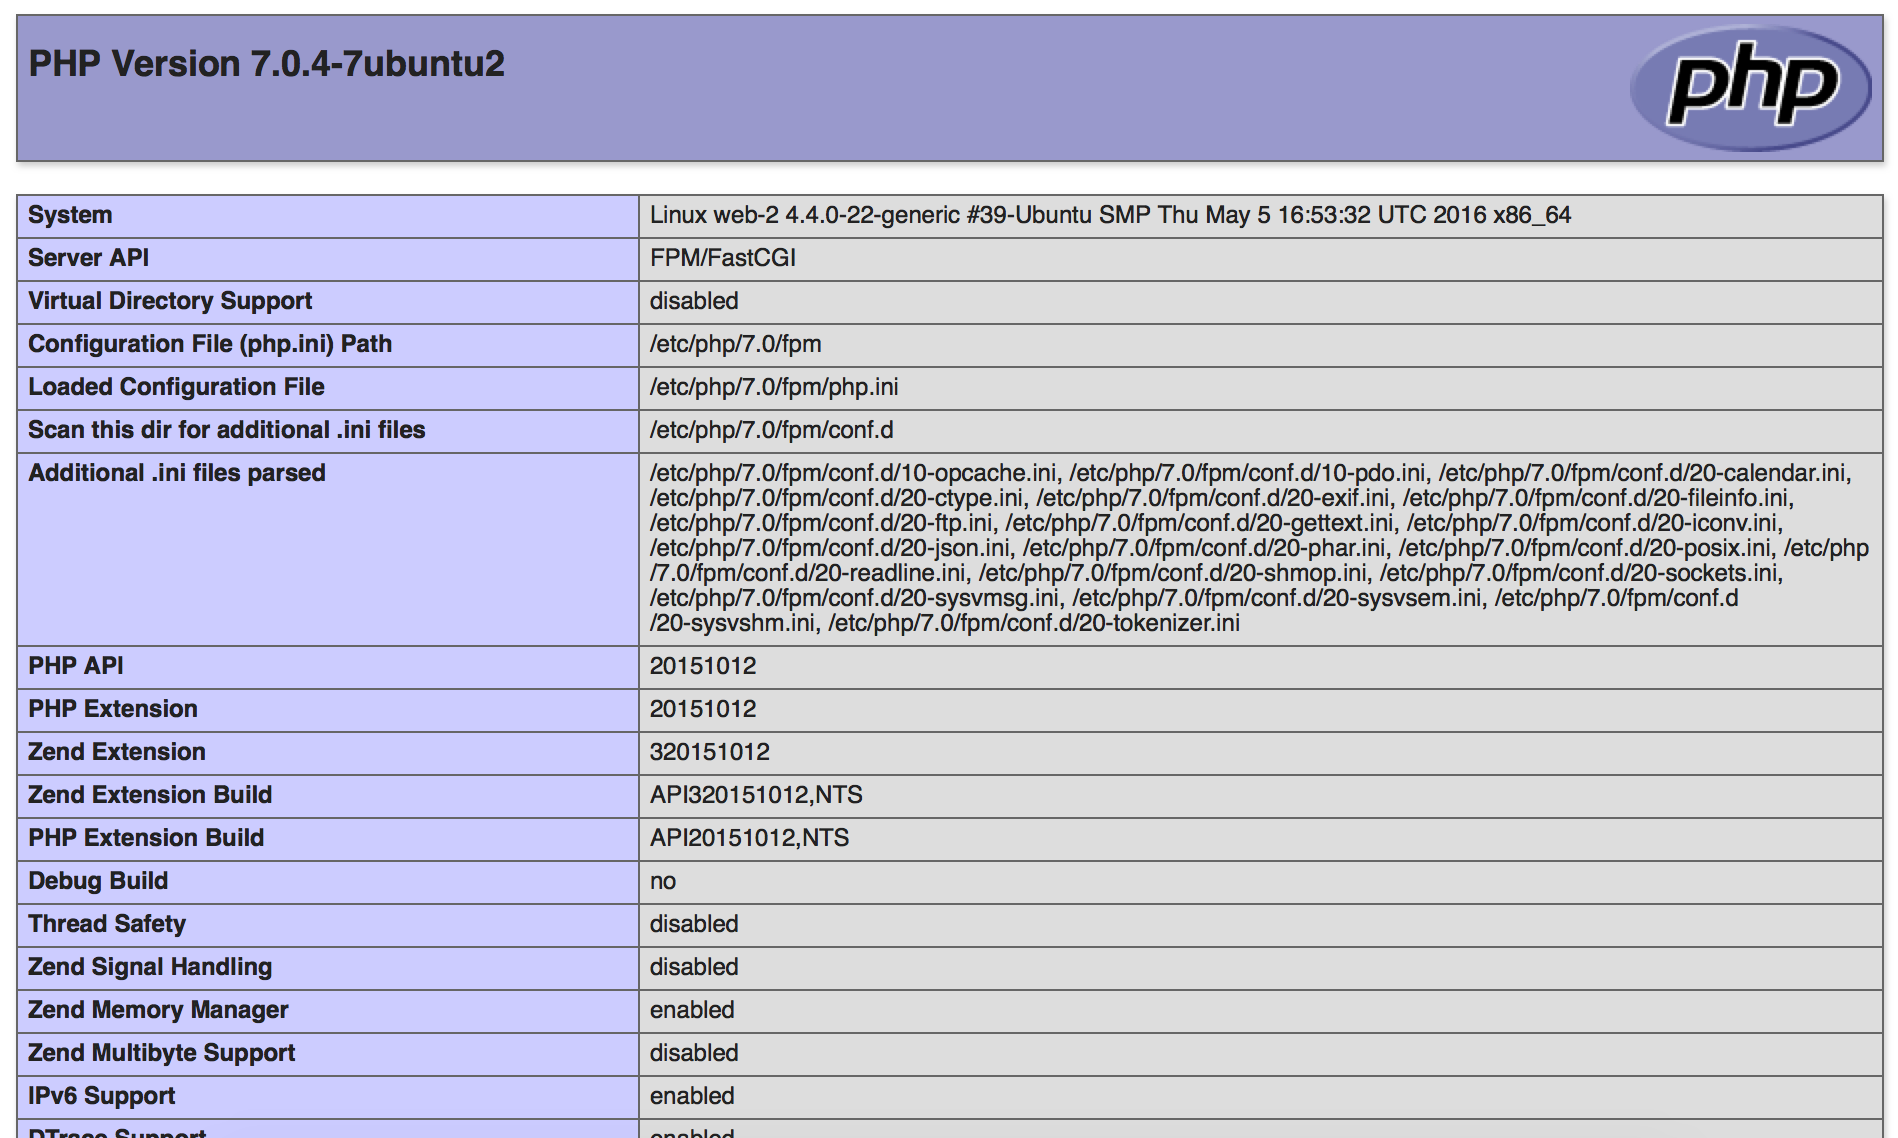 PHP Version 7.0.4-7ubuntu2
php
System
Linux web-2 4.4.0-22-generic #39-Ubuntu SMP Thu May 5 16:53:32 UTC 2016 x86_64
Server API
FPM/FastCGI
Virtual Directory Support
disabled
Configuration File (php.ini) Path
/etc/php/7.0/fpm
Loaded Configuration File
/etc/php/7.0/fpm/php.ini
Scan this dir for additional .ini files
/etc/php/7.0/fpm/conf.d
Additional .ini files parsed
/etc/php/7.0/fpm/conf.d/10-opcache.ini, /etc/php/7.0/fpm/conf.d/10-pdo.ini, /etc/php/7.0/fpm/conf.d/20-calendar.ini,
/etc/php/7.0/fpm/conf.d/20-ctype.ini, /etc/php/7.0/fpm/conf.d/20-exif.ini, /etc/php/7.0/fpm/conf.d/20-fileinfo.ini,
/etc/php/7.0/fpm/conf.d/20-ftp.ini, /etc/php/7.0/fpm/conf.d/20-gettext.ini, /etc/php/7.0/fpm/conf.d/20-iconv.ini,
/etc/php/7.0/fpm/conf.d/20-json.ini, /etc/php/7.0/fpm/conf.d/20-phar.ini, /etc/php/7.0/fpm/conf.d/20-posix.ini, /etc/php
/7.0/fpm/conf.d/20-readline.ini, /etc/php/7.0/fpm/conf.d/20-shmop.ini, /etc/php/7.0/fpm/conf.d/20-sockets.ini,
/etc/php/7.0/fpm/conf.d/20-sysvmsg.ini, /etc/php/7.0/fpm/conf.d/20-sysvsem.ini, /etc/php/7.0/fpm/conf.d
/20-sysvshm.ini, /etc/php/7.0/fpm/conf.d/20-tokenizer.ini
PHP API
20151012
PHP Extension
20151012
Zend Extension
320151012
Zend Extension Build
API320151012,NTS
PHP Extension Build
API20151012,NTS
Debug Build
no
Thread Safety
disabled
Zend Signal Handling
disabled
Zend Memory Manager
enabled
Zend Multibyte Support
disabled
IPv6 Support
enabled
DTrace Support
enabled